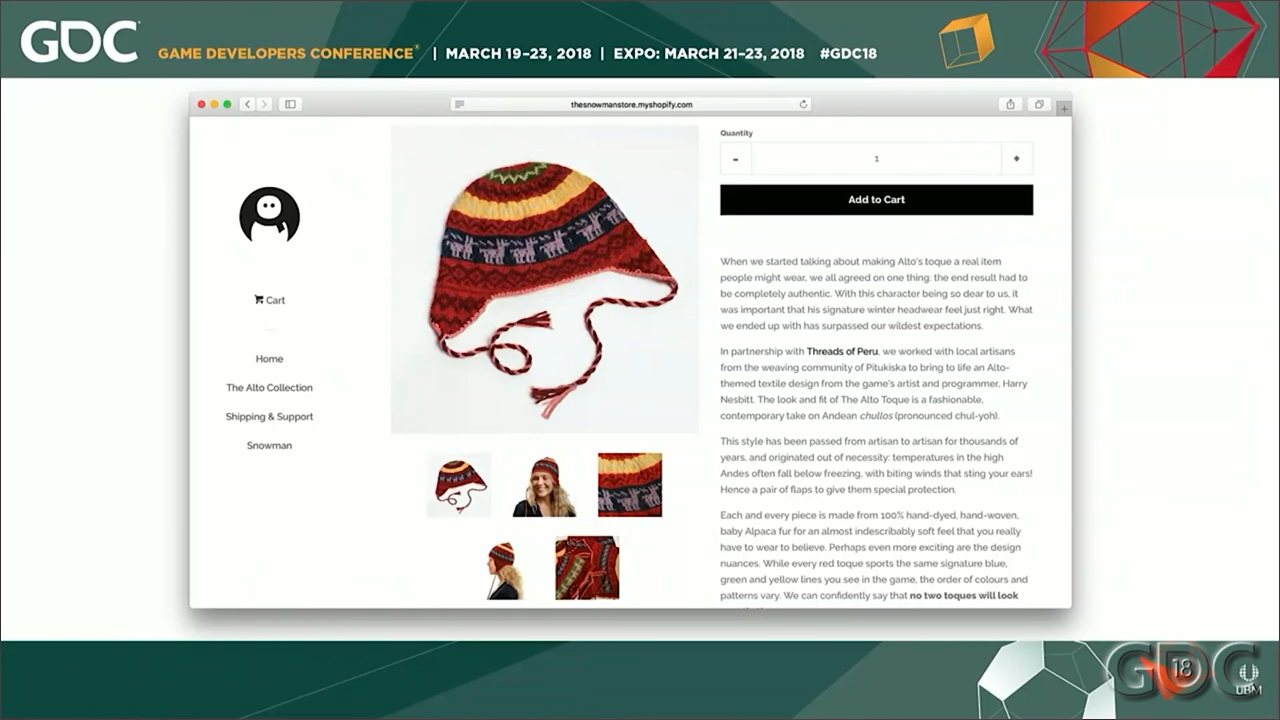 GDC
GAME DEVELOPERS CONFERENCE® | MARCH 19–23, 2018 | EXPO: MARCH 21–23, 2018 #GDC18
thesnowmanstore.myshopify.com
Cart
Home
The Alto Collection
Shipping & Support
Snowman
Quantity
- 1 +
Add to Cart
When we started talking about making Alto's toque a real item
people might wear, we all agreed on one thing: the end result had to
be completely authentic. With this character being so dear to us, it
was important that his signature winter headwear feel just right. What
we ended up with has surpassed our wildest expectations.
In partnership with Threads of Peru, we worked with local artisans
from the weaving community of Pitukiska to bring to life an Alto-
themed textile design from the game's artist and programmer, Harry
Nesbitt. The look and fit of The Alto Toque is a fashionable,
contemporary take on Andean chullos (pronounced chul-yoh).
This style has been passed from artisan to artisan for thousands of
years, and originated out of necessity: temperatures in the high
Andes often fall below freezing, with biting winds that sting your ears!
Hence a pair of flaps to give them special protection.
Each and every piece is made from 100% hand-dyed, hand-woven,
baby Alpaca fur for an almost indescribably soft feel that you really
have to wear to believe. Perhaps even more exciting are the design
nuances. While every red toque sports the same signature blue,
green and yellow lines you see in the game, the order of colours and
patterns vary. We can confidently say that no two toques will look
GDC
18
UBM